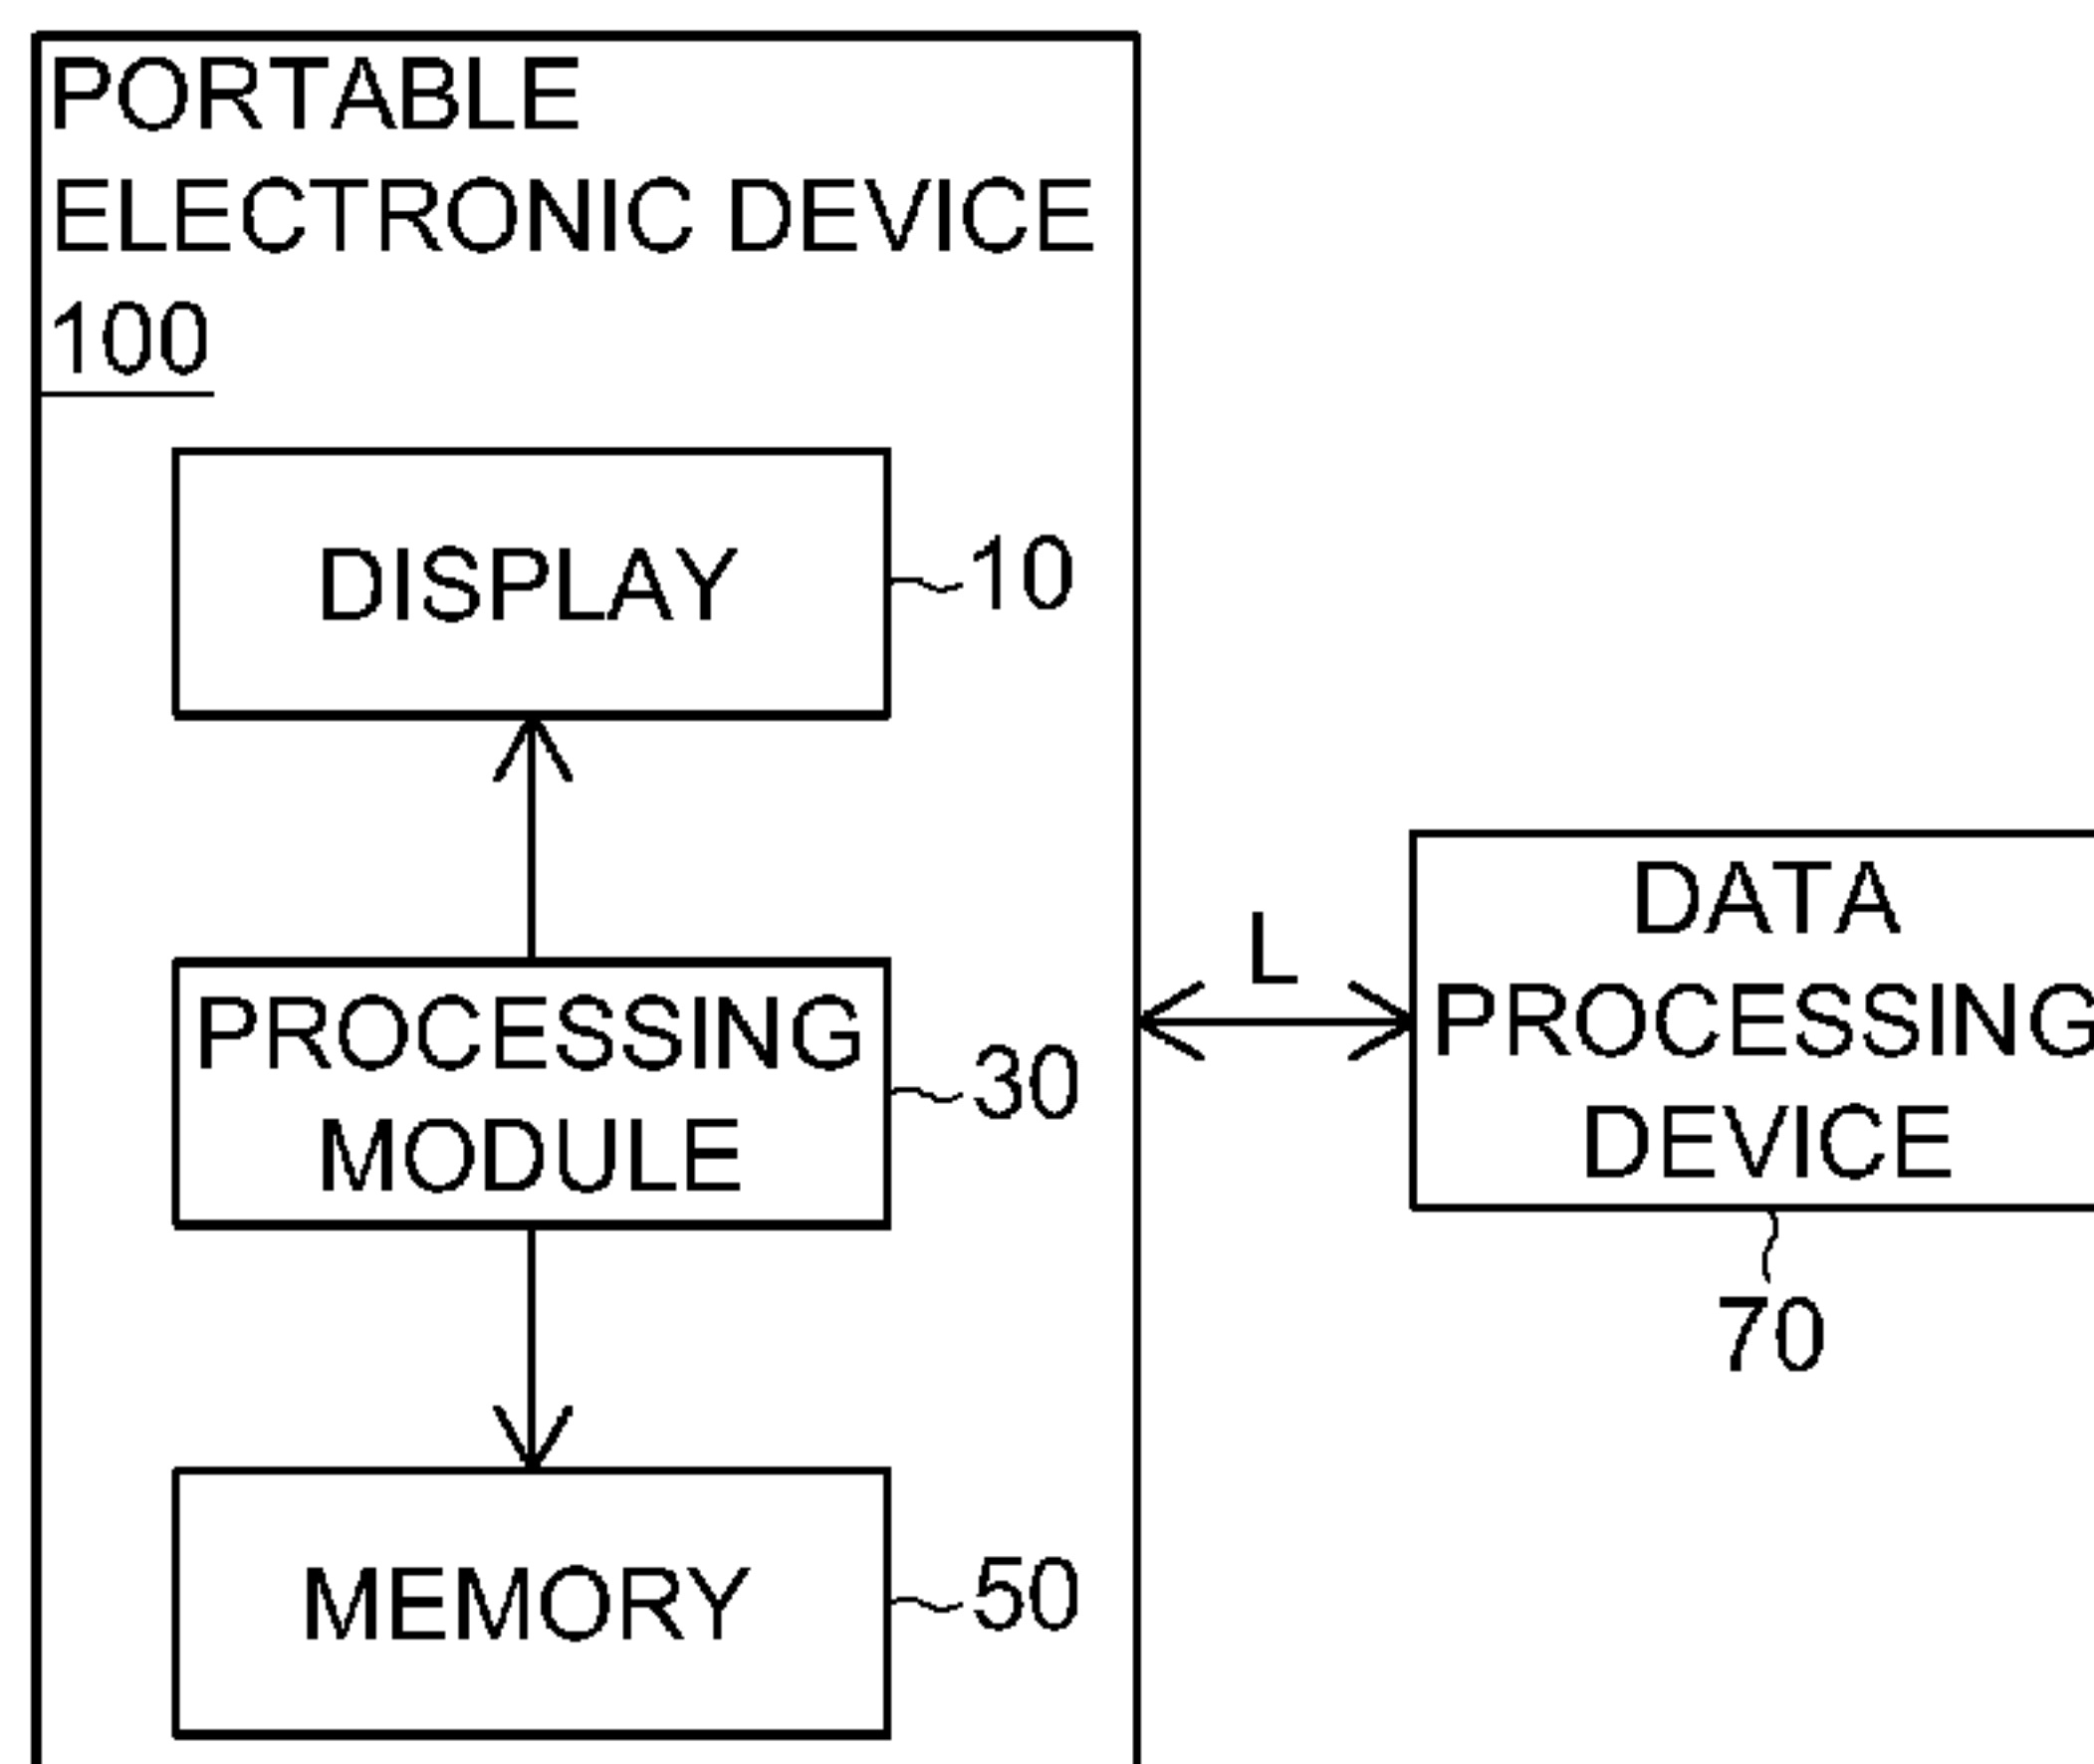 PORTABLE
ELECTRONIC DEVICE
100
DISPLAY
10
PROCESSING
MODULE
30
MEMORY
50
L
DATA
PROCESSING
DEVICE
70